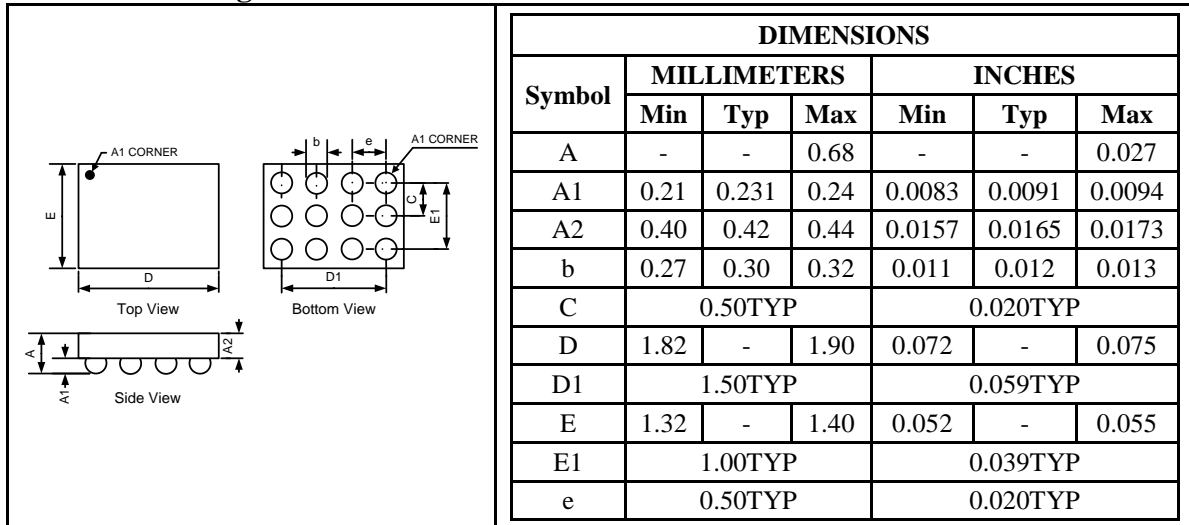 A1 CORNER
E
D
Top View
b
e
A1 CORNER
C
E1
D1
Bottom View
A
A1
A2
Side View
DIMENSIONS
Symbol MILLIMETERS INCHES
Min Typ Max Min Typ Max
A - - 0.68 - - 0.027
A1 0.21 0.231 0.24 0.0083 0.0091 0.0094
A2 0.40 0.42 0.44 0.0157 0.0165 0.0173
b 0.27 0.30 0.32 0.011 0.012 0.013
C 0.50TYP 0.020TYP
D 1.82 - 1.90 0.072 - 0.075
D1 1.50TYP 0.059TYP
E 1.32 - 1.40 0.052 - 0.055
E1 1.00TYP 0.039TYP
e 0.50TYP 0.020TYP